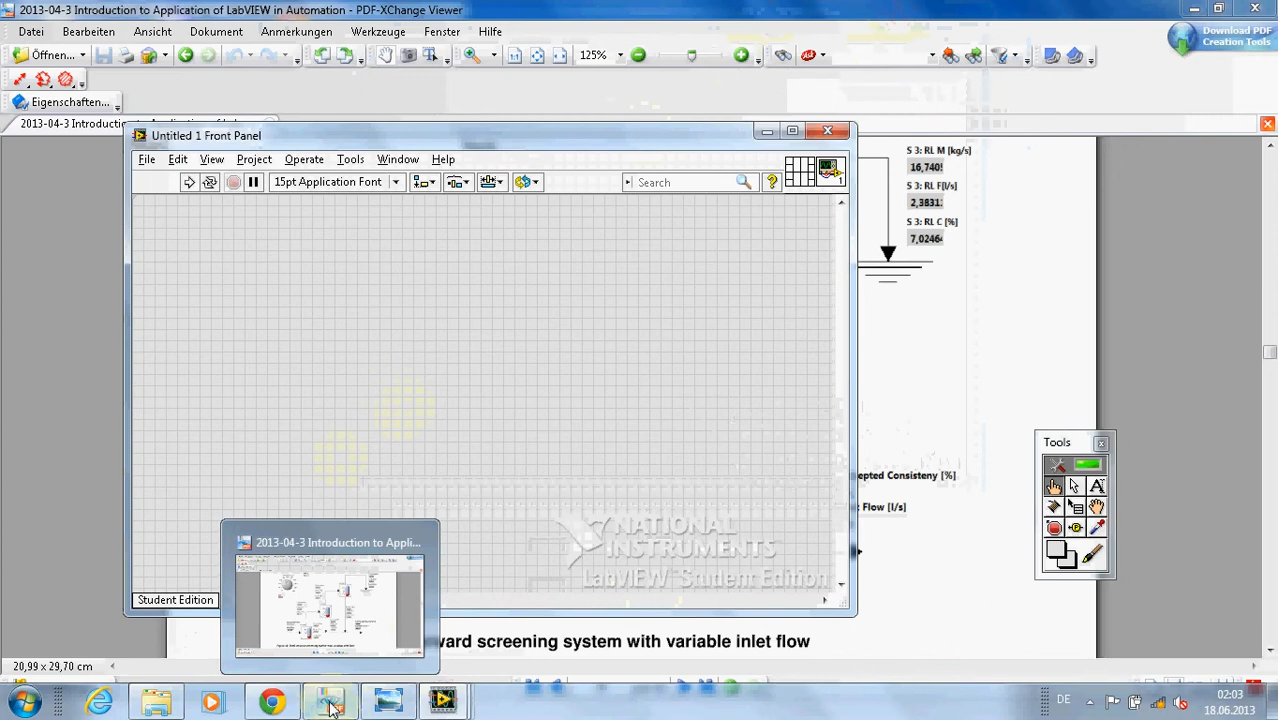 2013-04-3 Introduction to Application of LabVIEW in Automation - PDF-XChange Viewer
Datei Bearbeiten Ansicht Anmerkungen Werkzeuge Fenster Hilfe
Öffnen... 125%
Download PDF
Creation Tools
Eigenschaften...
2013-04-3 Introduction to
Untitled 1 Front Panel
File Edit View Project Operate Tools Window Help
15pt Application Font Search
S 3: RL M [kg/s]
16,740
S 3: RL F[l/s]
2,3831
S 3: RL C [%]
7,0246
Tools
epted Consisteny [%]
Flow [l/s]
NATIONAL
INSTRUMENTS
LabVIEW Student Edition
Student Edition
2013-04-3 Introduction to Appli...
ward screening system with variable inlet flow
20,99 x 29,70 cm
DE
02:03
18.06.2013